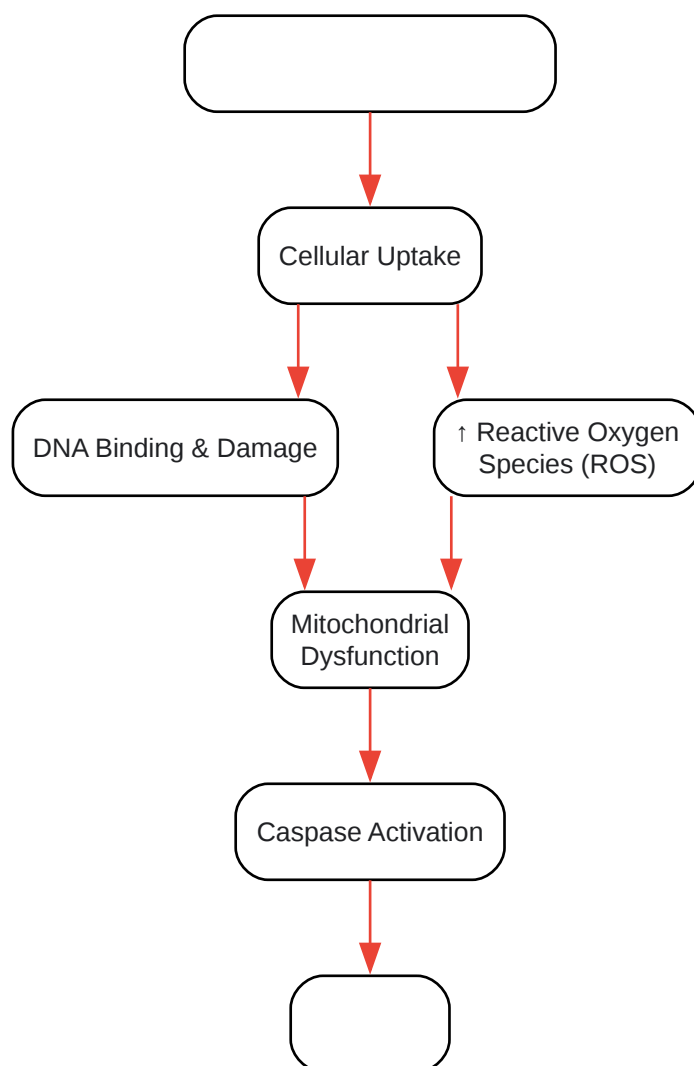 Cellular Uptake
DNA Binding & Damage
↑ Reactive Oxygen
Species (ROS)
Mitochondrial
Dysfunction
Caspase Activation